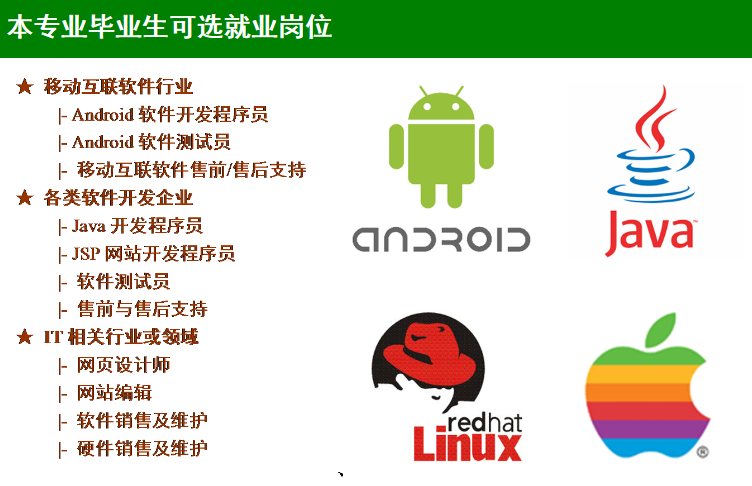 本专业毕业生可选就业岗位
★ 移动互联软件行业
|- Android 软件开发程序员
|- Android 软件测试员
|- 移动互联软件售前/售后支持
★ 各类软件开发企业
|- Java 开发程序员
|- JSP 网站开发程序员
|- 软件测试员
|- 售前与售后支持
★ IT 相关行业或领域
|- 网页设计师
|- 网站编辑
|- 软件销售及维护
|- 硬件销售及维护
、
ANDROID
Java™
redhat
Linux
®